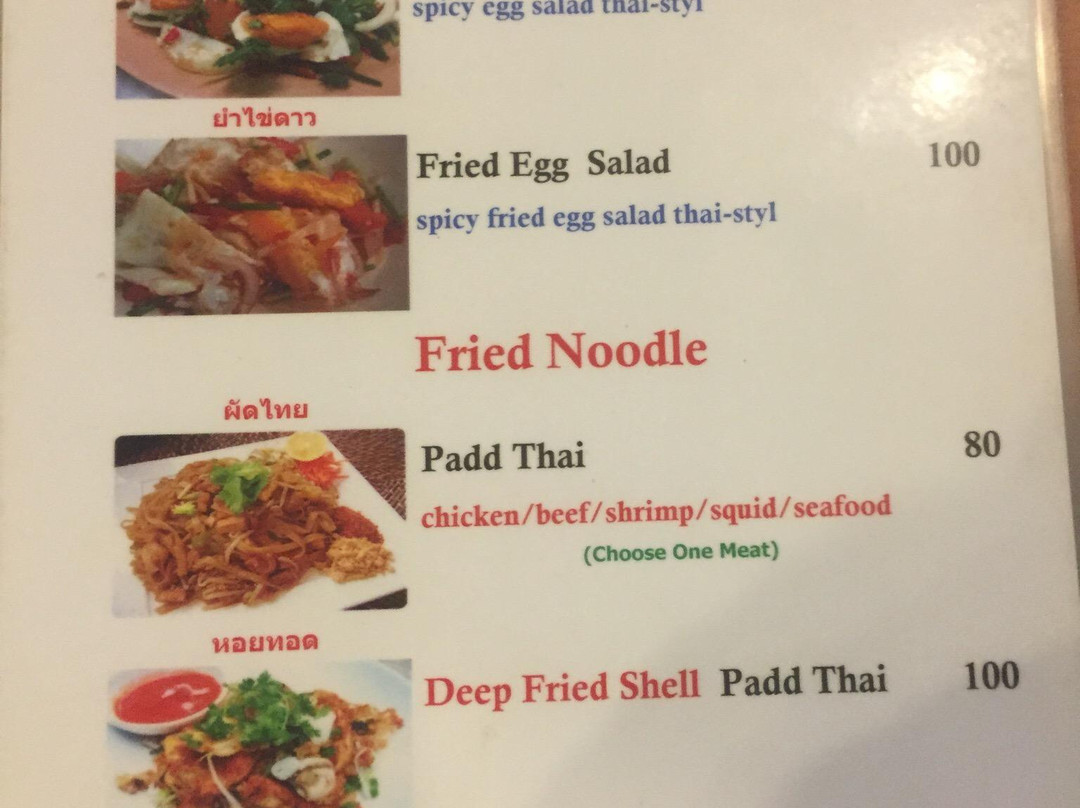 spicy egg salad thai-styl
ยำไข่ดาว
Fried Egg Salad 100
spicy fried egg salad thai-styl
Fried Noodle
ผัดไทย
Padd Thai 80
chicken/beef/shrimp/squid/seafood
(Choose One Meat)
หอยทอด
Deep Fried Shell Padd Thai 100